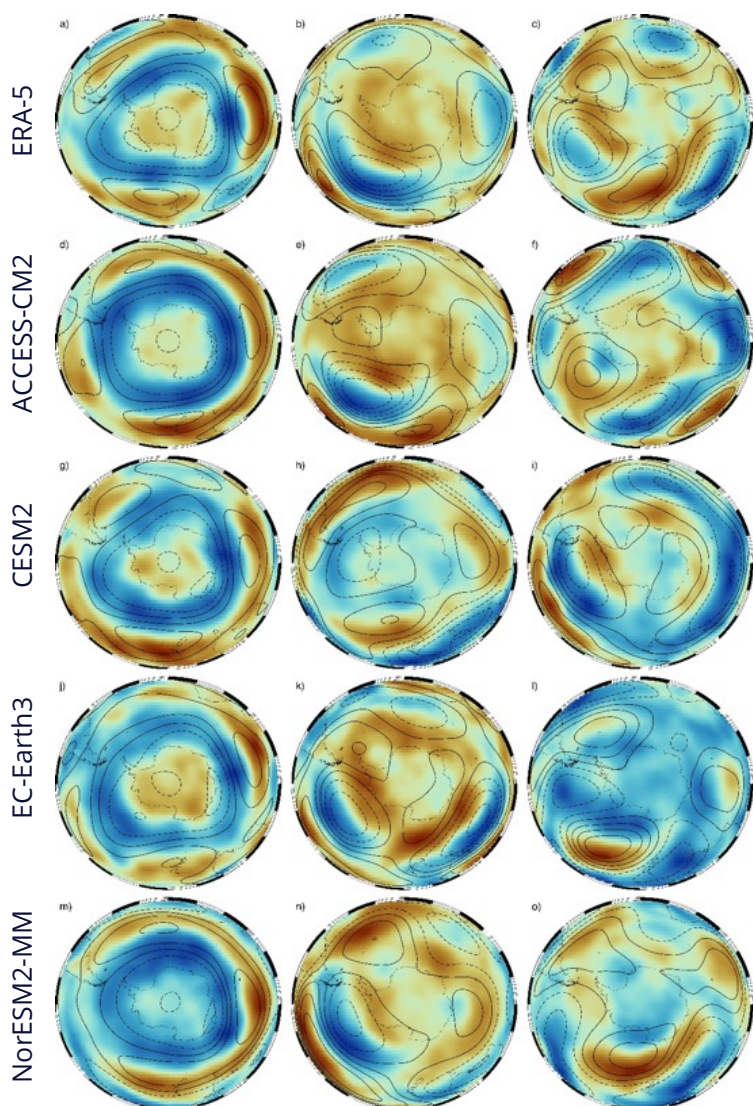 ERA-5
a)
b)
c)
ACCESS-CM2
d)
e)
f)
CESM2
g)
h)
i)
EC-Earth3
j)
k)
l)
NorESM2-MM
m)
n)
o)